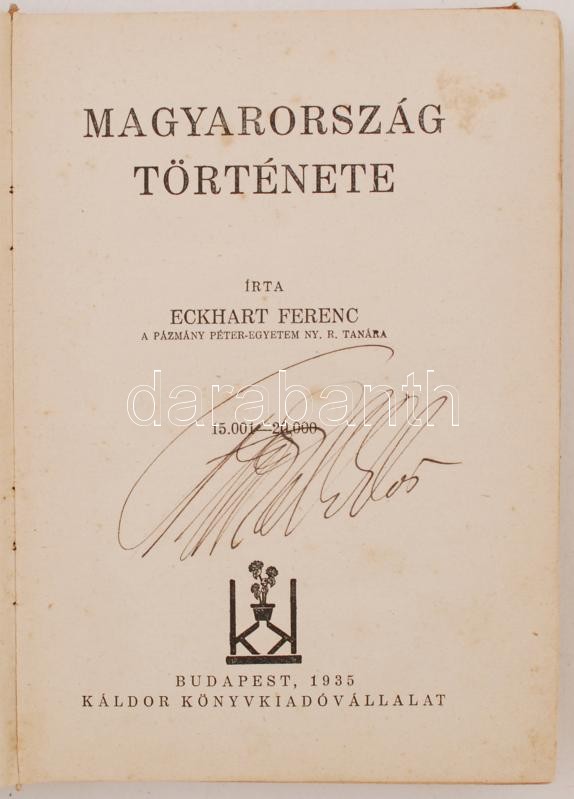 MAGYARORSZÁG
TÖRTÉNETE
ÍRTA
ECKHART FERENC
A PÁZMÁNY PÉTER-EGYETEM NY. R. TANÁRA
darabanth
15.001—20.000
BUDAPEST, 1935
KÁLDOR KÖNYVKIADÓVÁLLALAT